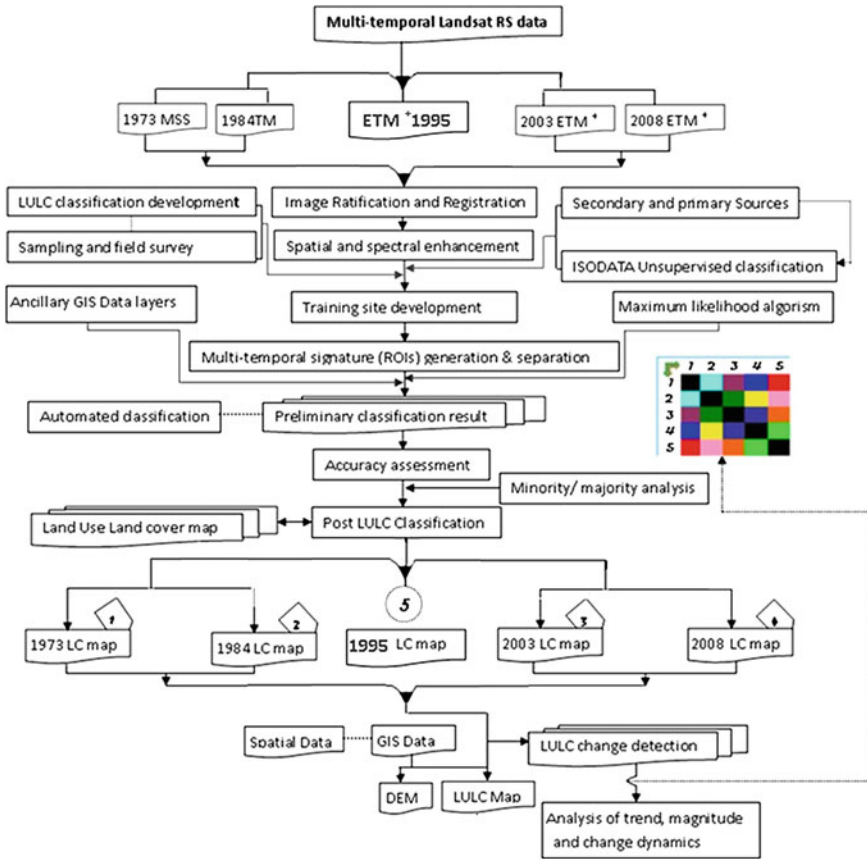 Multi-temporal Landsat RS data
1973 MSS
1984TM
ETM +1995
2003 ETM +
2008 ETM +
LULC classification development
Image Ratification and Registration
Secondary and primary Sources
Sampling and field survey
Spatial and spectral enhancement
ISODATA Unsupervised classification
Ancillary GIS Data layers
Training site development
Maximum likelihood algorism
Multi-temporal signature (ROIs) generation & separation
1 2 3 4 5
1
2
3
4
5
Automated classification
Preliminary classification result
Accuracy assessment
Minority/ majority analysis
Land Use Land cover map
Post LULC Classification
5
1
2
3
4
1973 LC map
1984 LC map
1995 LC map
2003 LC map
2008 LC map
Spatial Data
GIS Data
LULC change detection
DEM
LULC Map
Analysis of trend, magnitude
and change dynamics